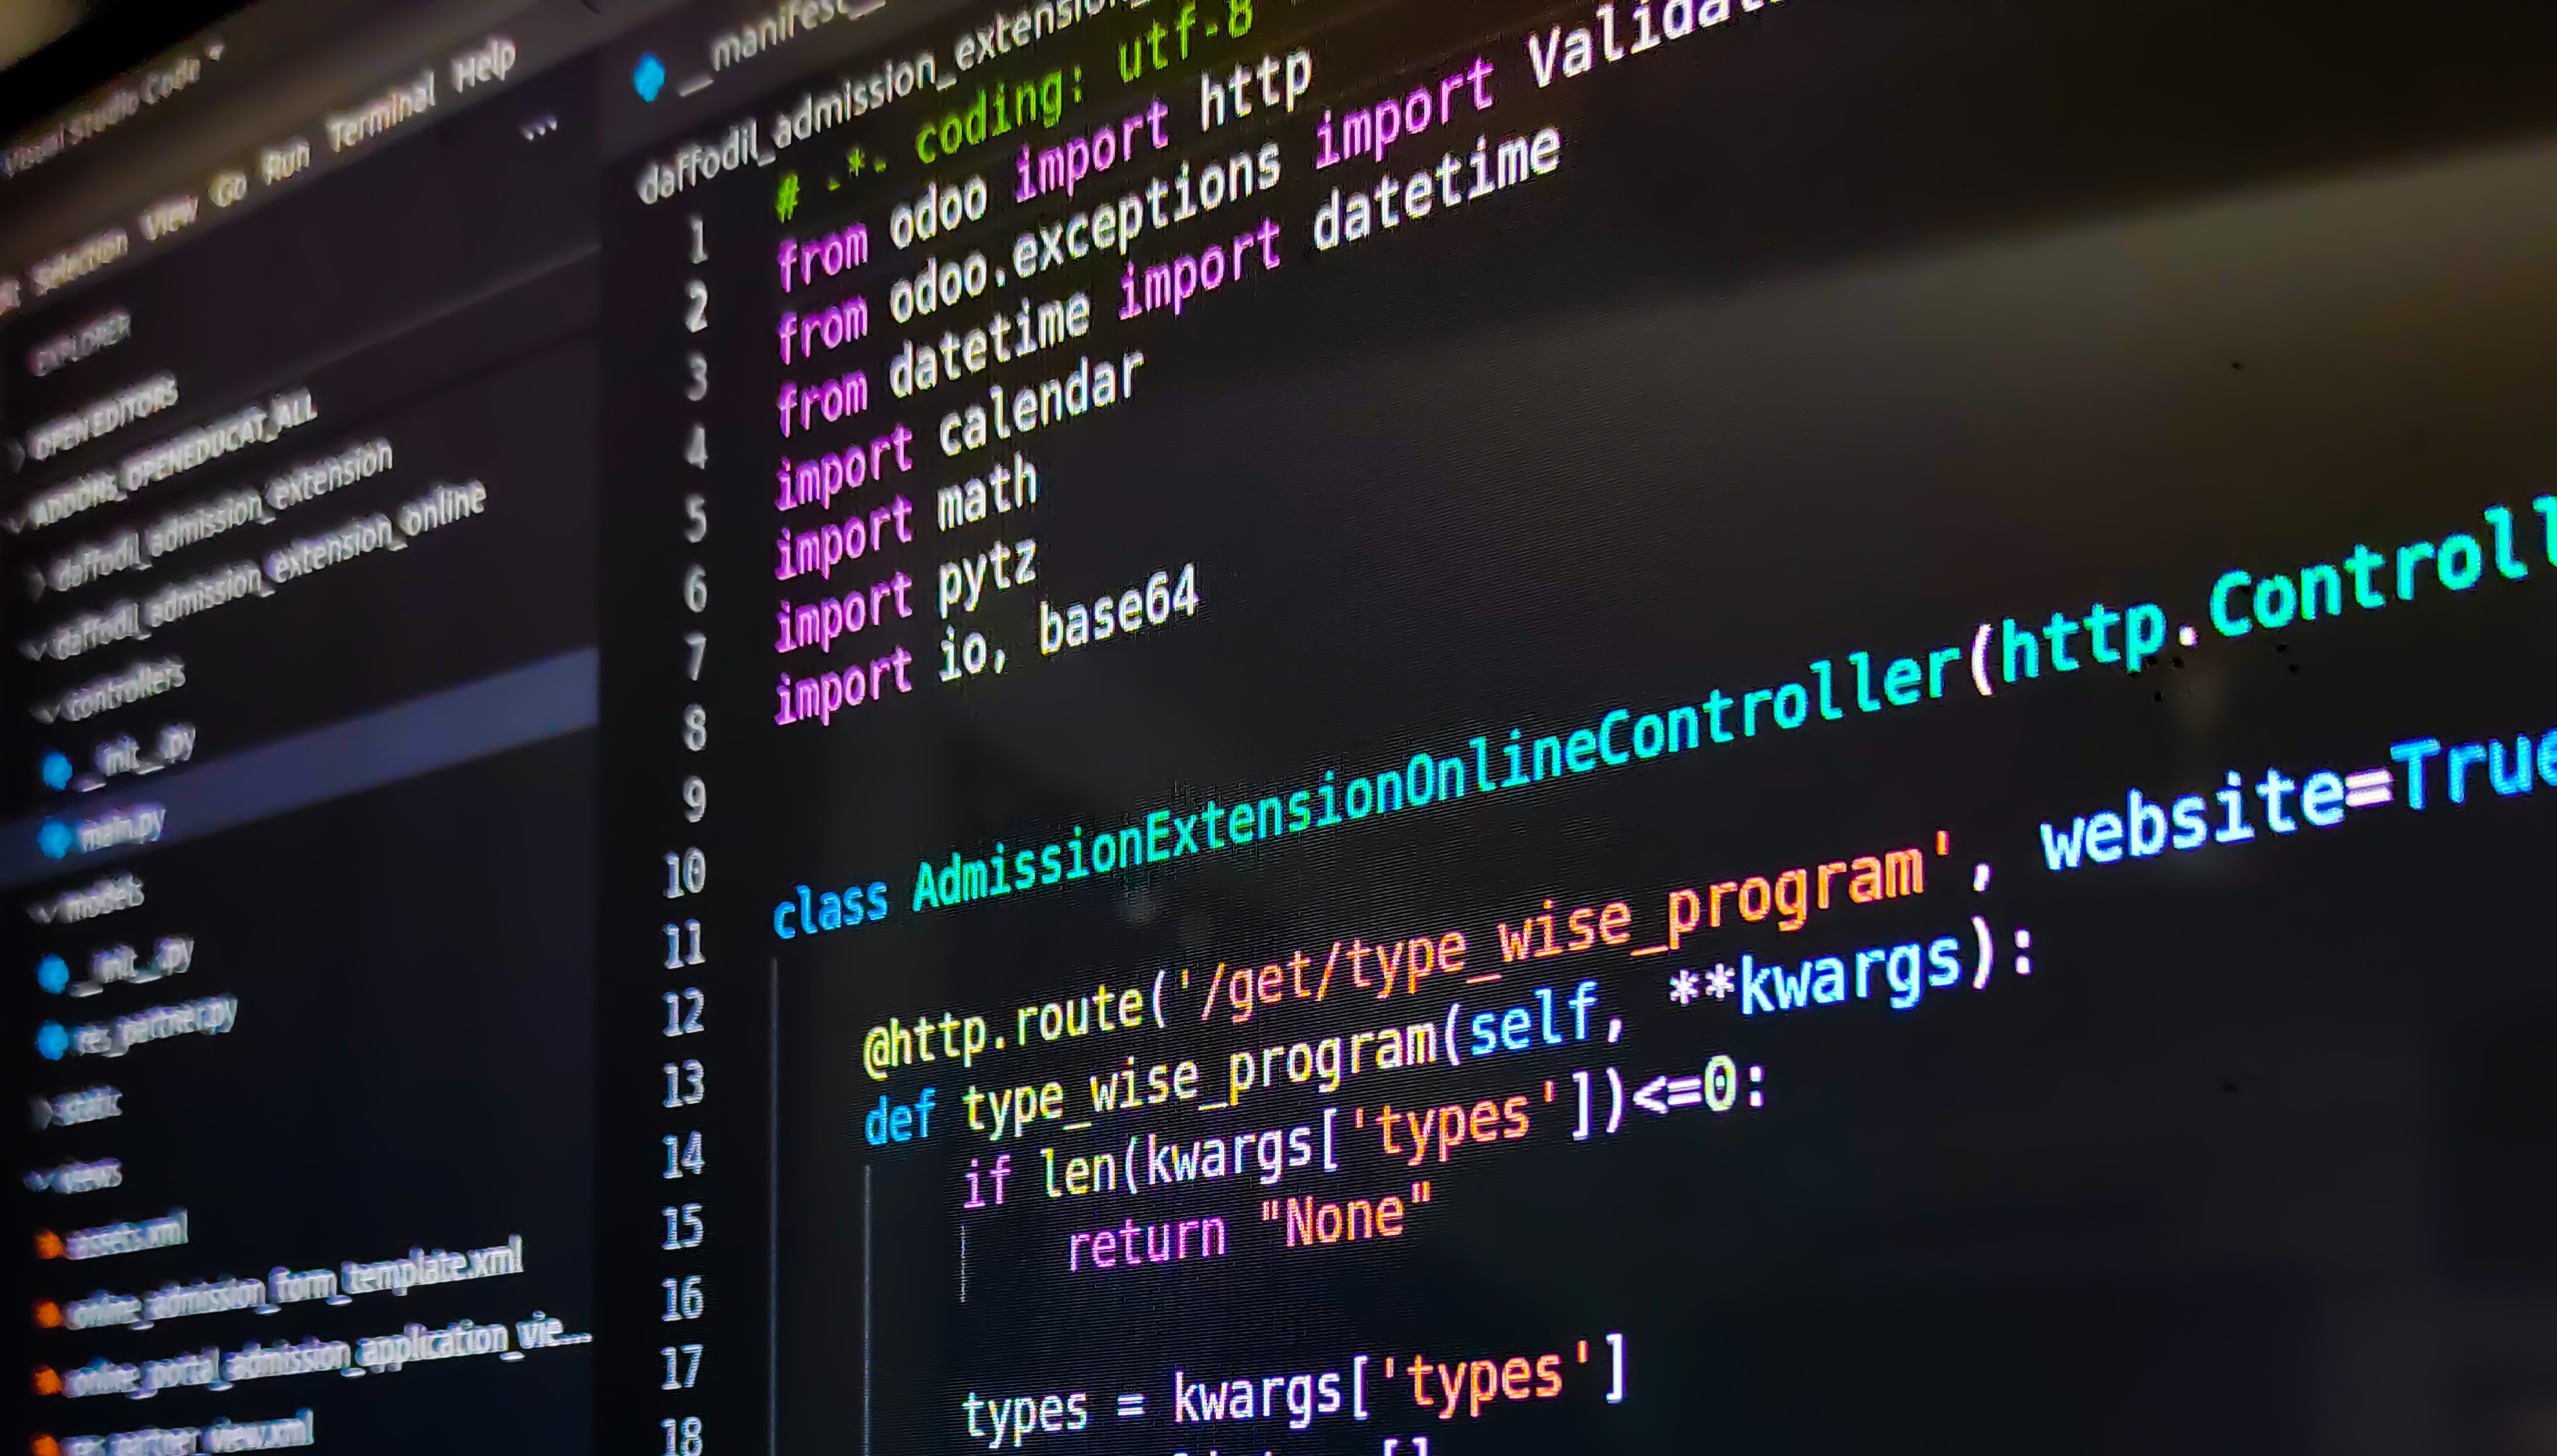 Visual Studio Code
Selection View Go Run Terminal Help
...
EXPLORER
OPEN EDITORS
ADDONS_OPENEDUCAT_ALL
daffodil_admission_extension
daffodil_admission_extension_online
controllers
__init__.py
main.py
models
__init__.py
res_partner.py
static
views
assets.xml
online_admission_form_template.xml
online_portal_admission_application_vie...
res_partner_view.xml
__manifest__
daffodil_admission_extension_
1 # -*- coding: utf-8
2 from odoo import http
3 from odoo.exceptions import Validat
4 from datetime import datetime
5 import calendar
6 import math
7 import pytz
8 import io, base64
9
10
11 class AdmissionExtensionOnlineController(http.Controll
12
13 @http.route('/get/type_wise_program', website=True
14 def type_wise_program(self, **kwargs):
15 if len(kwargs['types'])<=0:
16 return "None"
17
18 types = kwargs['types']
[]